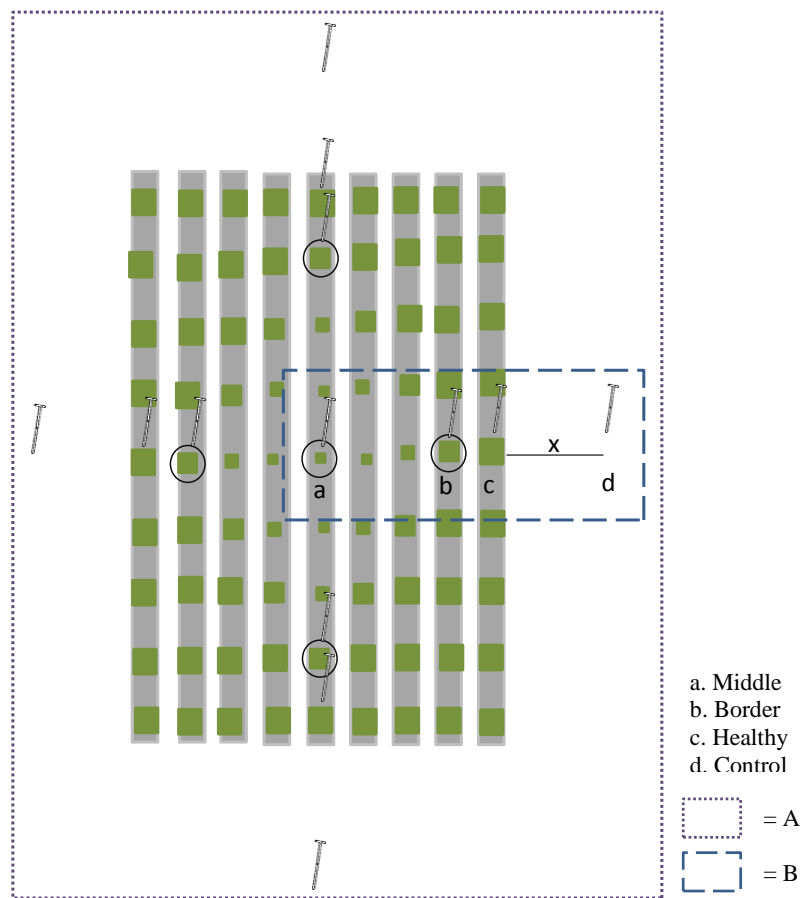 x
a
b
c
d
a. Middle
b. Border
c. Healthy
d. Control
= A
= B